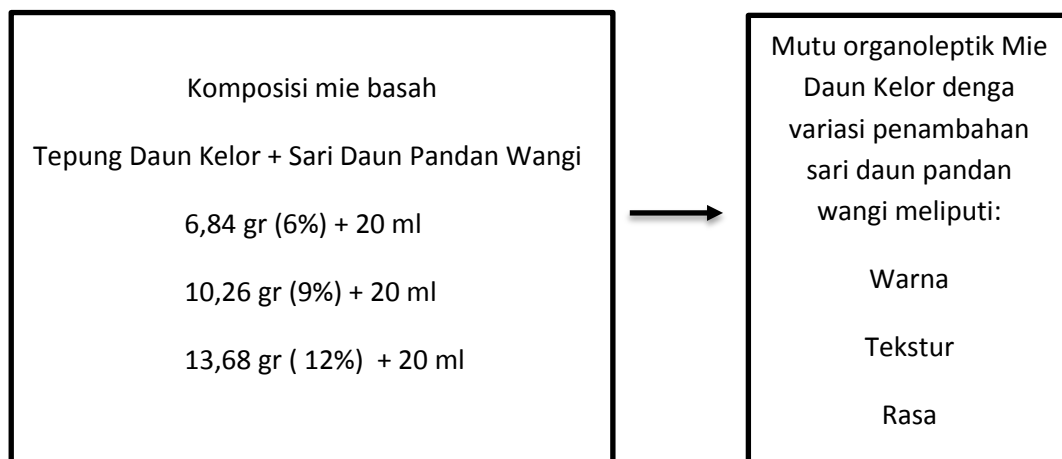 Komposisi mie basah
Tepung Daun Kelor + Sari Daun Pandan Wangi
6,84 gr (6%) + 20 ml
10,26 gr (9%) + 20 ml
13,68 gr ( 12%)  + 20 ml
Mutu organoleptik Mie
Daun Kelor denga
variasi penambahan
sari daun pandan
wangi meliputi:
Warna
Tekstur
Rasa